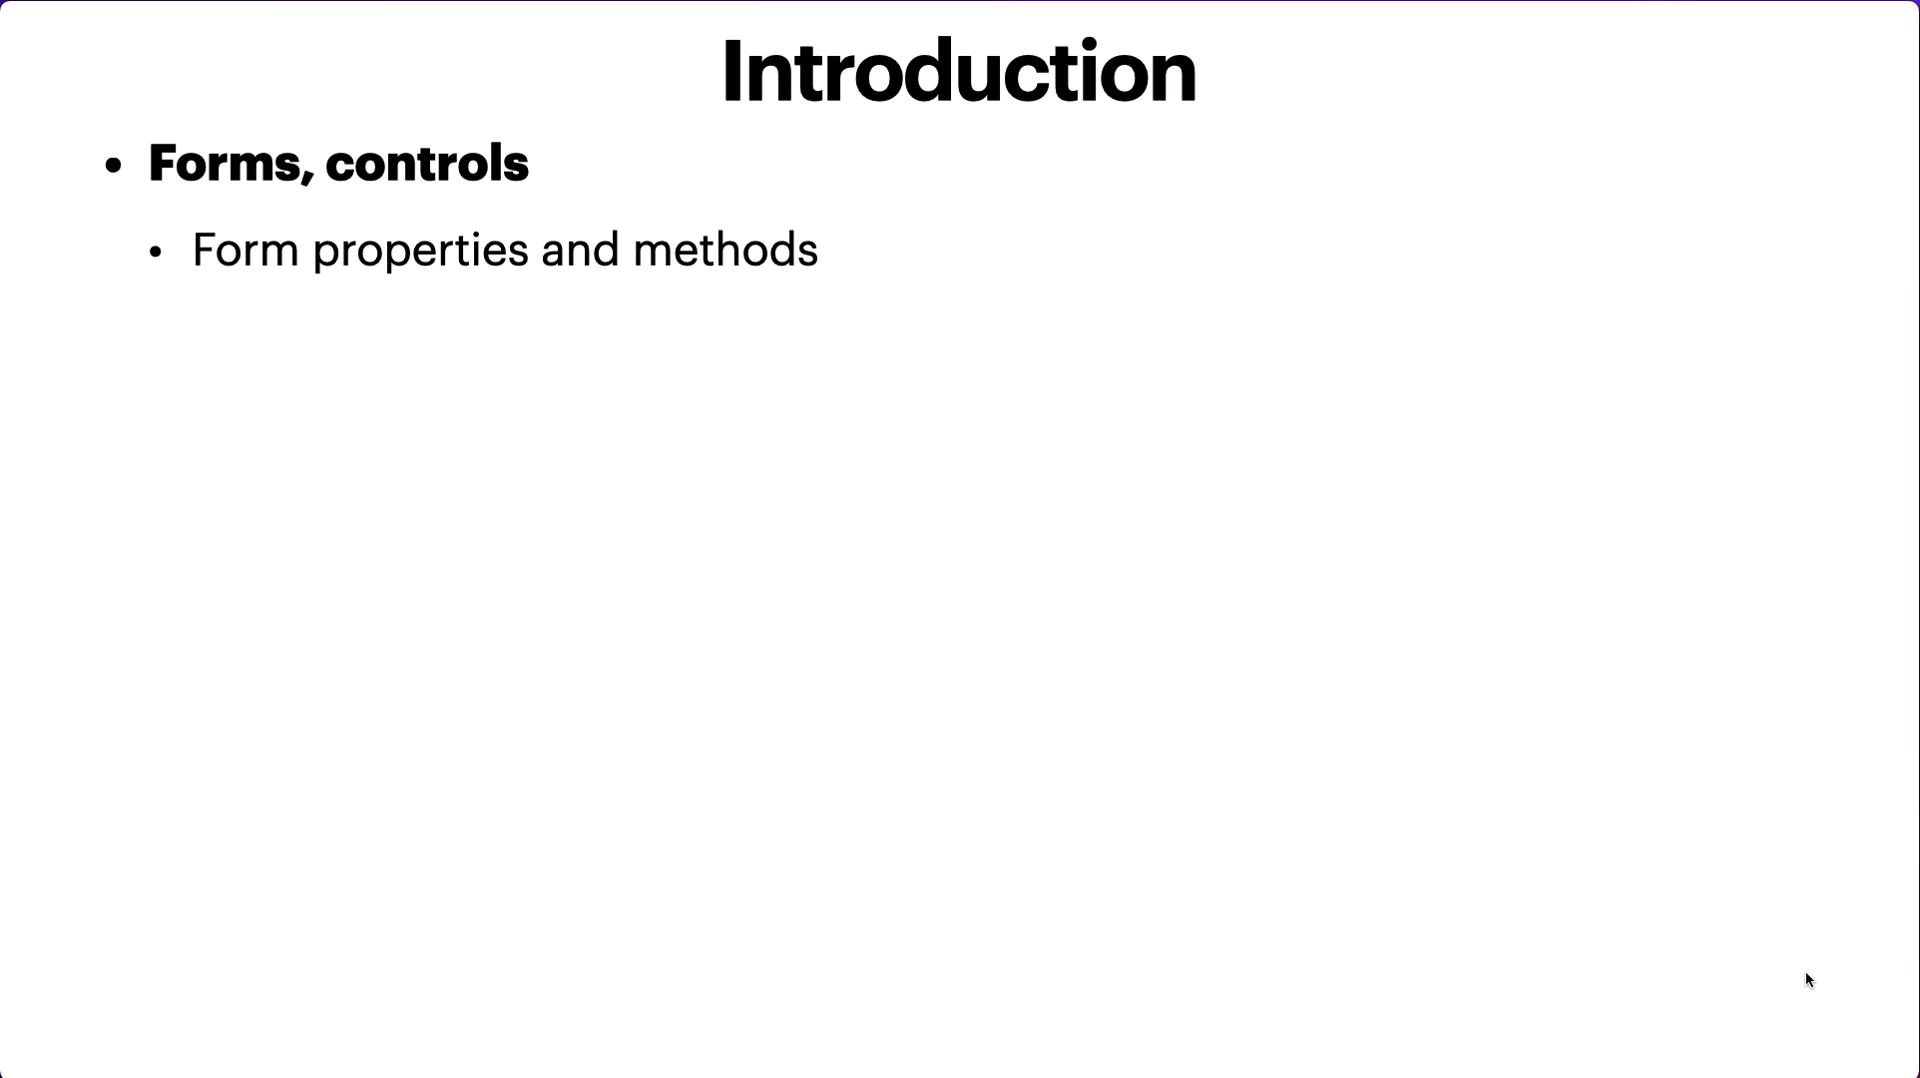 Introduction
• Forms, controls
• Form properties and methods